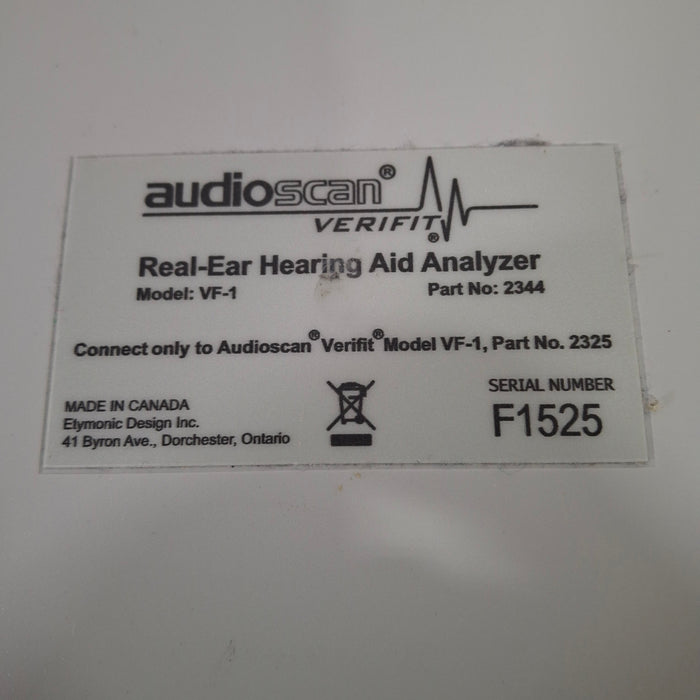 audioscan®
VERIFIT®
Real-Ear Hearing Aid Analyzer
Model: VF-1 Part No: 2344
Connect only to Audioscan® Verifit® Model VF-1, Part No. 2325
MADE IN CANADA
Etymonic Design Inc.
41 Byron Ave., Dorchester, Ontario
SERIAL NUMBER
F1525